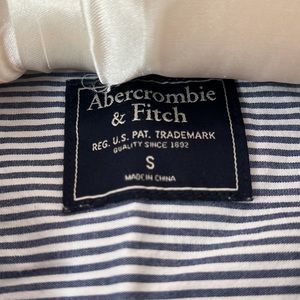 Abercrombie
& Fitch
REG. U.S. PAT. TRADEMARK
QUALITY SINCE 1892
S
MADE IN CHINA